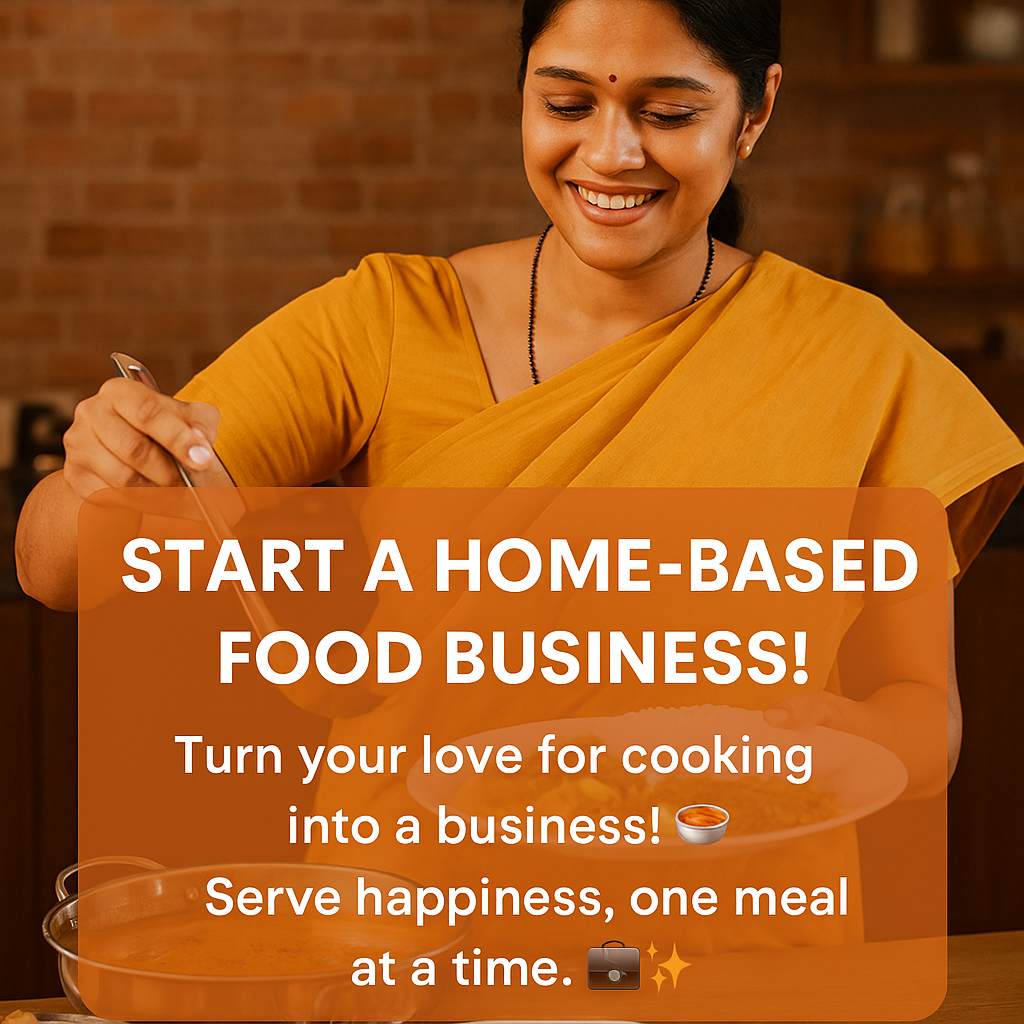 START A HOME-BASED
FOOD BUSINESS!
Turn your love for cooking
into a business! 🍲
Serve happiness, one meal
at a time. 💼✨